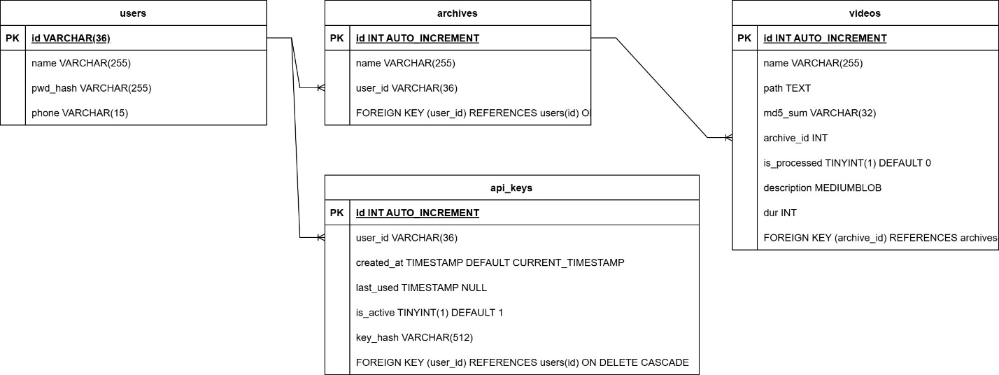 users
PK id VARCHAR(36)
name VARCHAR(255)
pwd_hash VARCHAR(255)
phone VARCHAR(15)
archives
PK id INT AUTO_INCREMENT
name VARCHAR(255)
user_id VARCHAR(36)
FOREIGN KEY (user_id) REFERENCES users(id)
videos
PK id INT AUTO_INCREMENT
name VARCHAR(255)
path TEXT
md5_sum VARCHAR(32)
archive_id INT
is_processed TINYINT(1) DEFAULT 0
description MEDIUMBLOB
dur INT
FOREIGN KEY (archive_id) REFERENCES archives
api_keys
PK id INT AUTO_INCREMENT
user_id VARCHAR(36)
created_at TIMESTAMP DEFAULT CURRENT_TIMESTAMP
last_used TIMESTAMP NULL
is_active TINYINT(1) DEFAULT 1
key_hash VARCHAR(512)
FOREIGN KEY (user_id) REFERENCES users(id) ON DELETE CASCADE